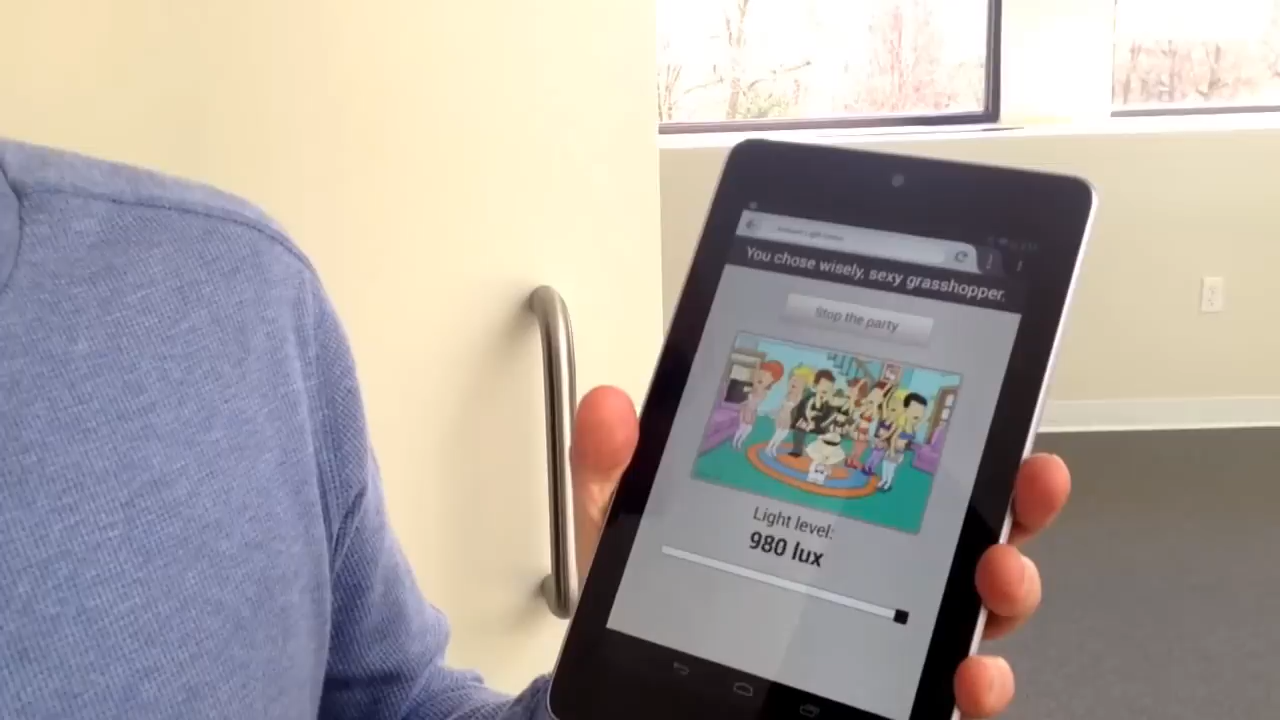 You chose wisely, sexy grasshopper.
Stop the party
Light level:
980 lux